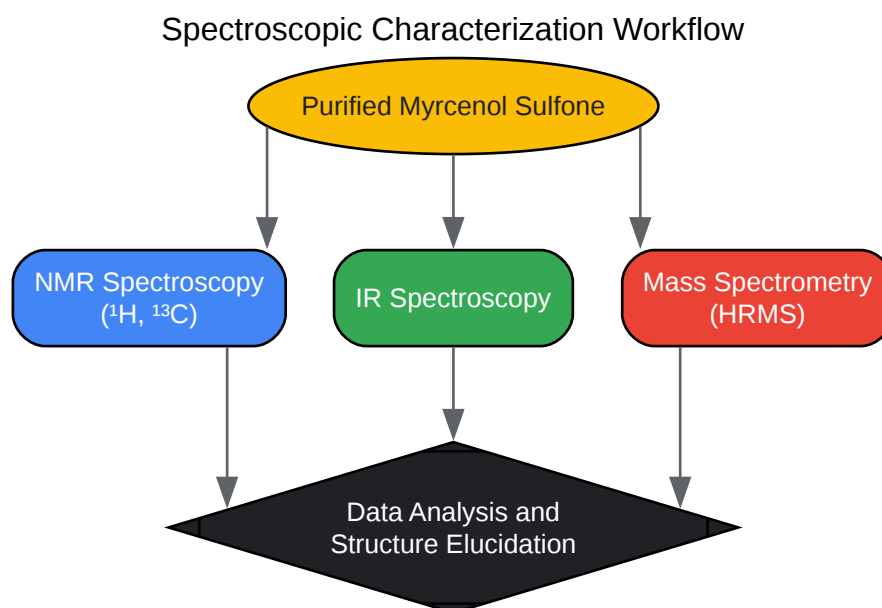 Spectroscopic Characterization Workflow
Purified Myrcenol Sulfone
NMR Spectroscopy
(¹H, ¹³C)
IR Spectroscopy
Mass Spectrometry
(HRMS)
Data Analysis and
Structure Elucidation